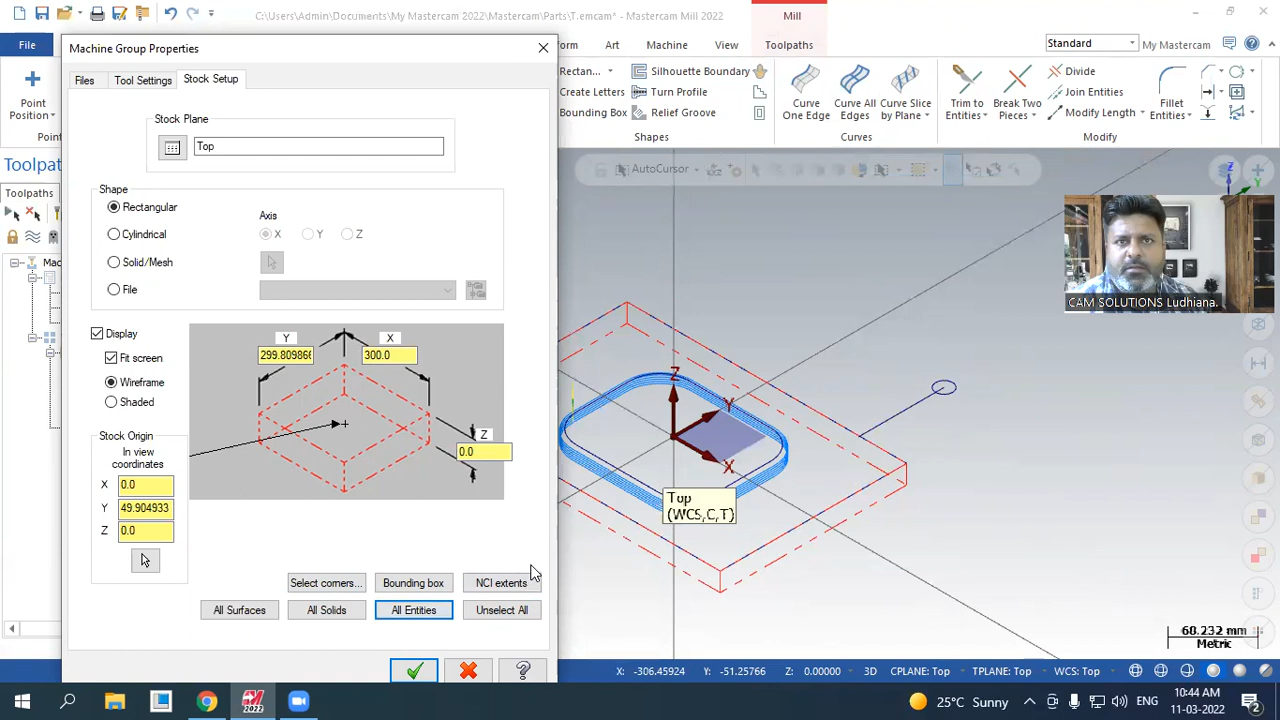 C:\Users\Admin\Documents\My Mastercam 2022\Mastercam\Parts\T.emcam* - Mastercam Mill 2022
Mill
File
form
Art
Machine
View
Toolpaths
Standard
My Mastercam
Machine Group Properties
Files
Tool Settings
Stock Setup
Point
Position
Rectan...
Silhouette Boundary
Create Letters
Turn Profile
Bounding Box
Relief Groove
Shapes
Curve
One Edge
Curve All
Edges
Curve Slice
by Plane
Curves
Trim to
Entities
Break Two
Pieces
Divide
Join Entities
Modify Length
Fillet
Entities
Modify
Toolpat
Toolpaths
AutoCursor
Stock Plane
Top
Shape
Rectangular
Cylindrical
Solid/Mesh
File
Axis
X
Y
Z
Display
Fit screen
Wireframe
Shaded
Y
299.809866
X
300.0
Z
0.0
Stock Origin
In view
coordinates
X
0.0
Y
49.904933
Z
0.0
Select corners...
Bounding box
NCI extents
All Surfaces
All Solids
All Entities
Unselect All
Z
Y
X
Top
(WCS,C,T)
Z
Y
CAM SOLUTIONS Ludhiana.
68.232 mm
Metric
X: -306.45924
Y: -51.25766
Z: 0.00000
3D
CPLANE: Top
TPLANE: Top
WCS: Top
25°C Sunny
ENG
10:44 AM
11-03-2022
2022
2